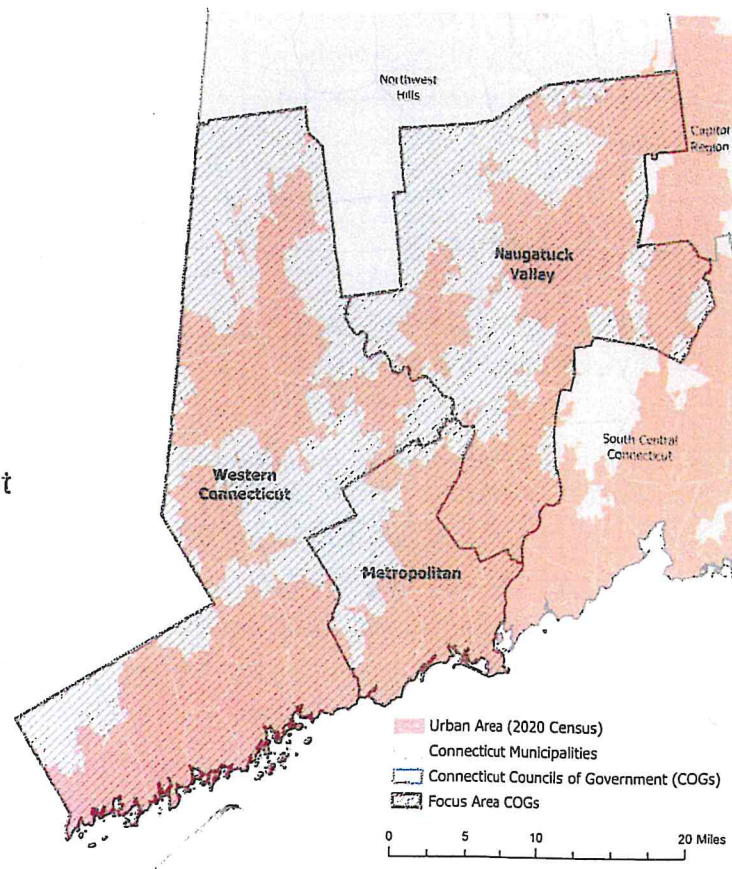 Northwest
Hills
Capitol
Region
Naugatuck
Valley
South Central
Connecticut
t
Western
Connecticut
Metropolitan
Urban Area (2020 Census)
Connecticut Municipalities
Connecticut Councils of Government (COGs)
Focus Area COGs
0 5 10 20 Miles